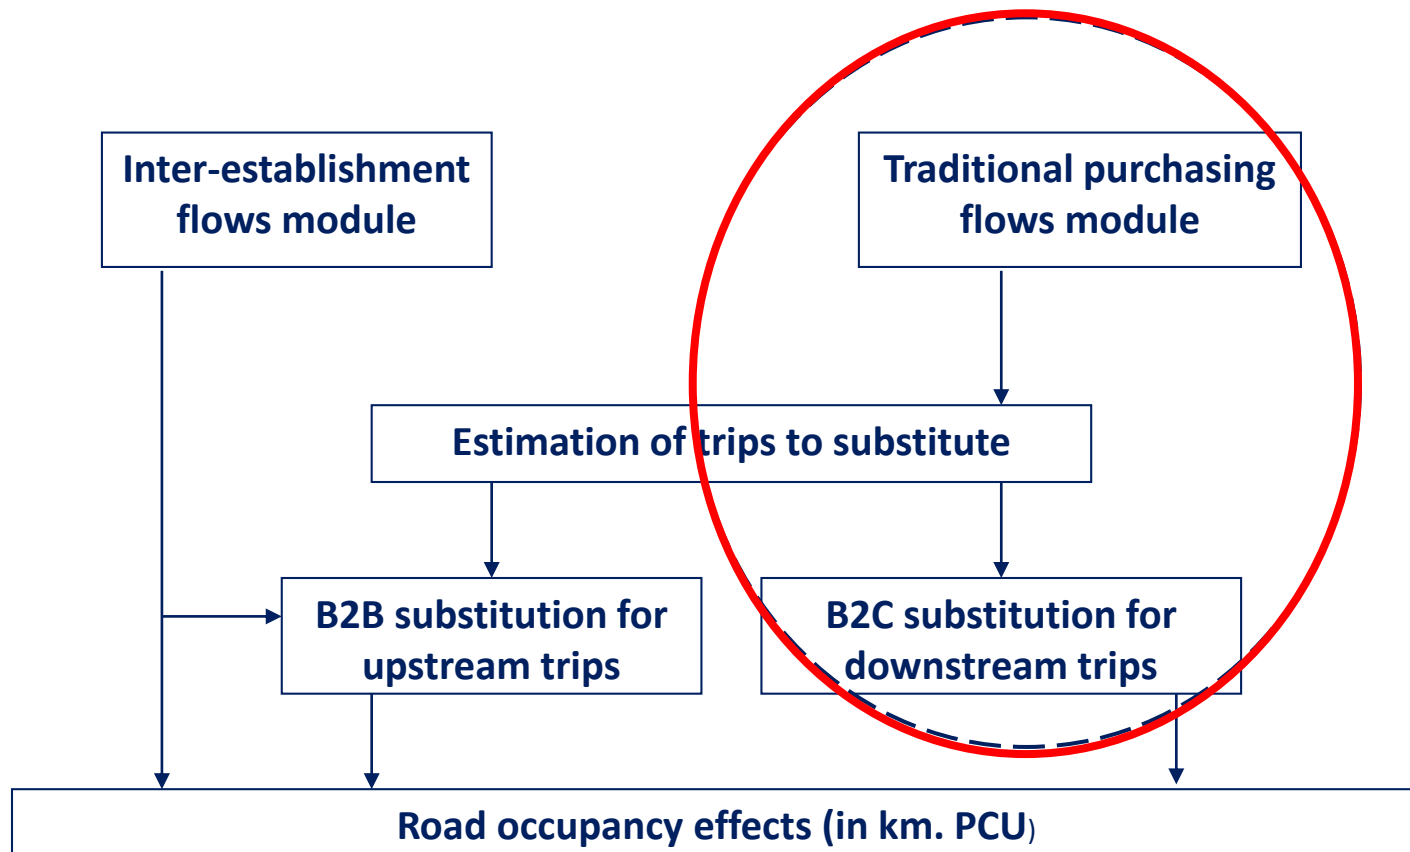 Inter-establishment
flows module
Traditional purchasing
flows module
Estimation of trips to substitute
B2B substitution for
upstream trips
B2C substitution for
downstream trips
Road occupancy effects (in km. PCU)